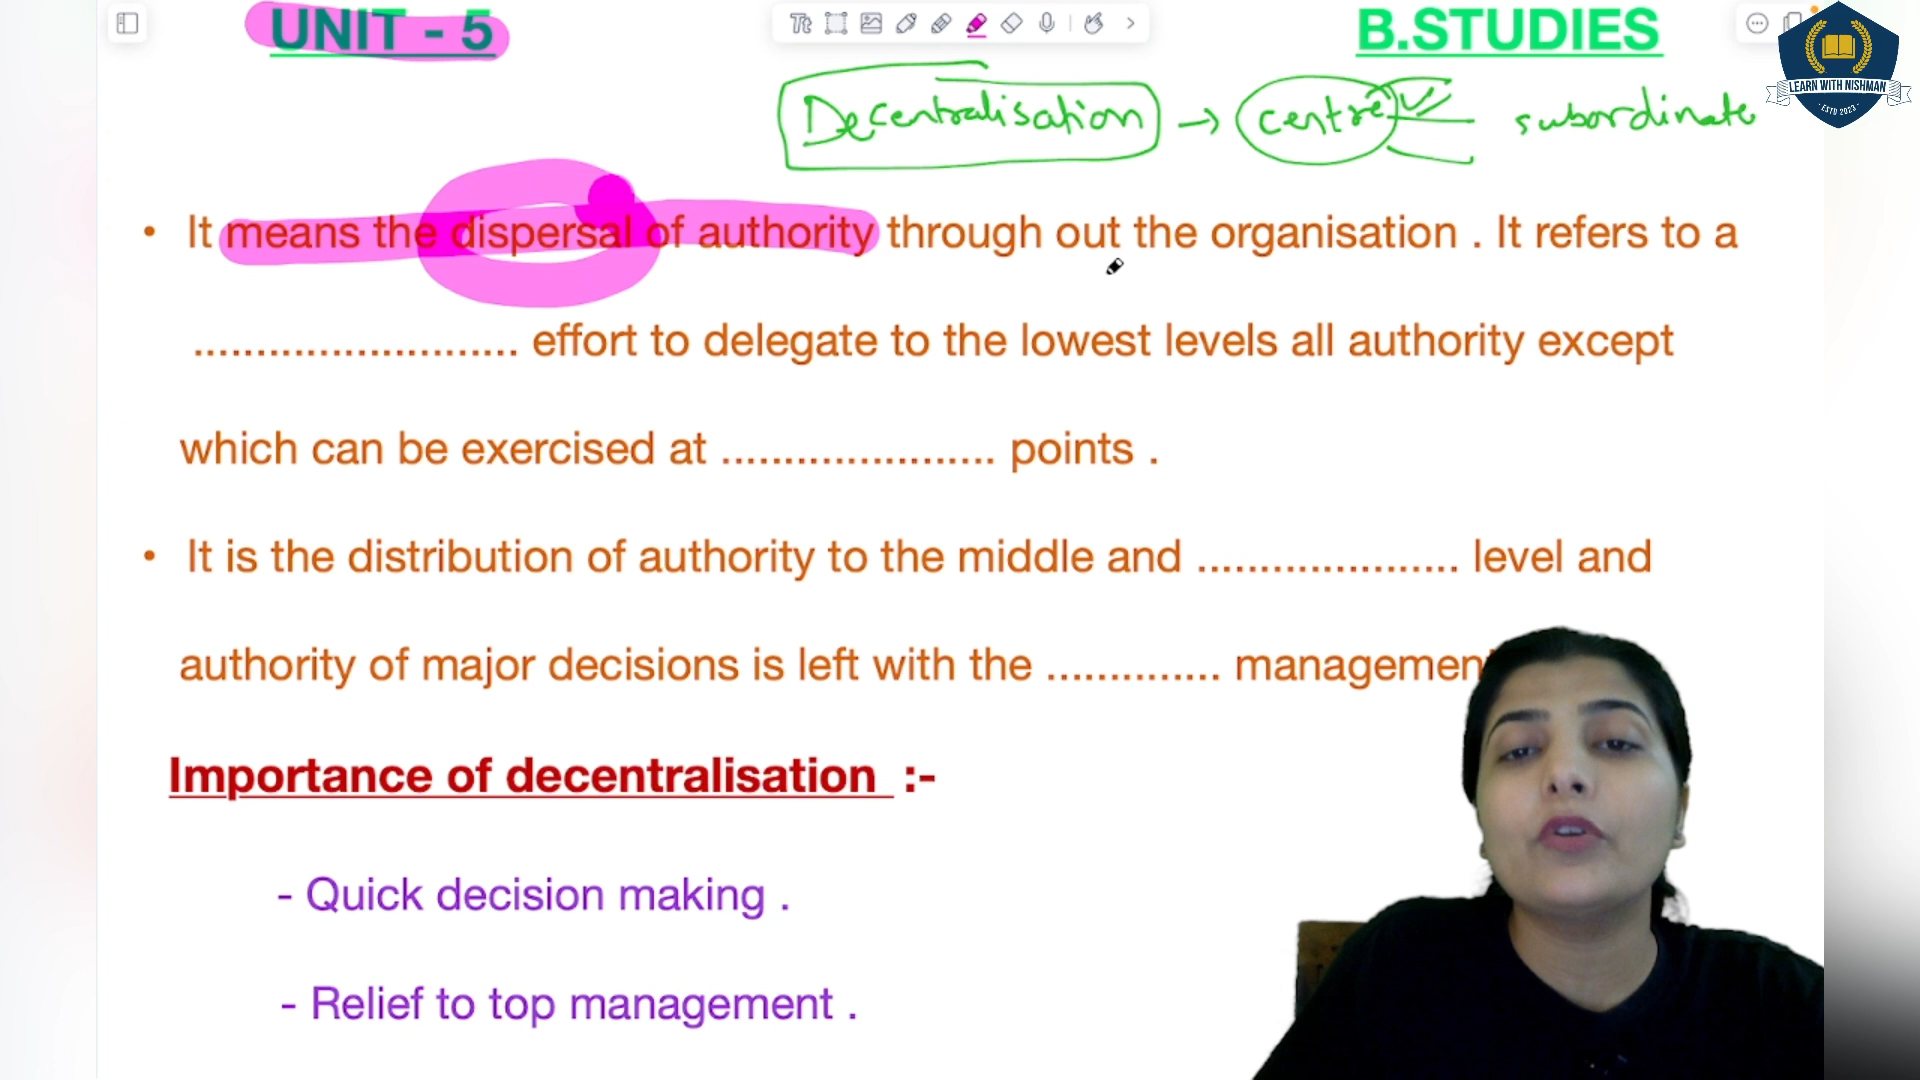 UNIT - 5
B.STUDIES
LEARN WITH NISHMAN
- ESTD 2023 -
Decentralisation → centre subordinate
• It means the dispersal of authority through out the organisation . It refers to a
.......................... effort to delegate to the lowest levels all authority except
which can be exercised at ...................... points .
• It is the distribution of authority to the middle and ..................... level and
authority of major decisions is left with the .............. management
Importance of decentralisation :-
- Quick decision making .
- Relief to top management .